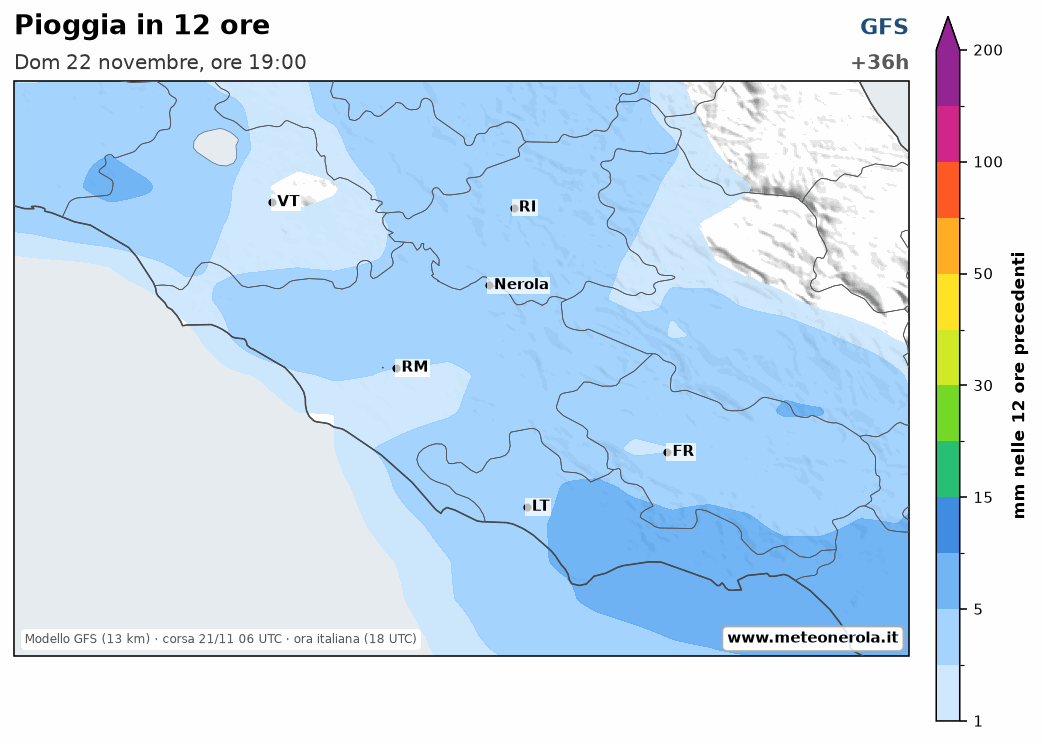 Pioggia in 12 ore
GFS
Dom 22 novembre, ore 19:00
+36h
VT
RI
Nerola
RM
FR
LT
Modello GFS (13 km) · corsa 21/11 06 UTC · ora italiana (18 UTC)
www.meteonerola.it
200
100
50
30
15
5
1
mm nelle 12 ore precedenti